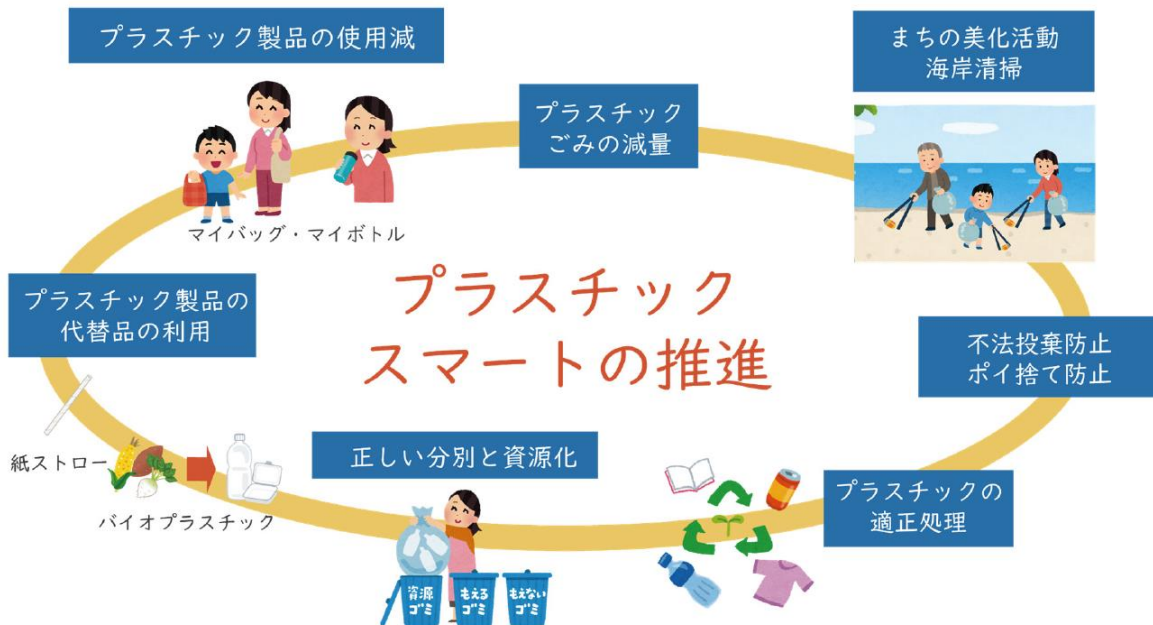 プラスチック製品の使用減
マイバッグ・マイボトル
プラスチック
ごみの減量
まちの美化活動
海岸清掃
プラスチック
スマートの推進
プラスチック製品の
代替品の利用
紙ストロー
バイオプラスチック
不法投棄防止
ポイ捨て防止
正しい分別と資源化
資源
ゴミ
もえる
ゴミ
もえない
ゴミ
プラスチックの
適正処理